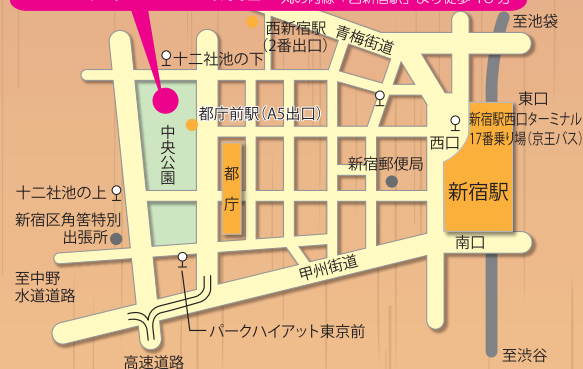 丸の内線「西新宿駅」より徒歩10分
至池袋
西新宿駅
(2番出口)
青梅街道
十二社池の下
東口
都庁前駅(A5出口)
新宿駅西口ターミナル
17番乗り場(京王バス)
西口
中央公園
新宿郵便局
都庁
新宿駅
十二社池の上
新宿区角筈特別
出張所
南口
甲州街道
至中野
水道道路
パークハイアット東京前
高速道路
至渋谷